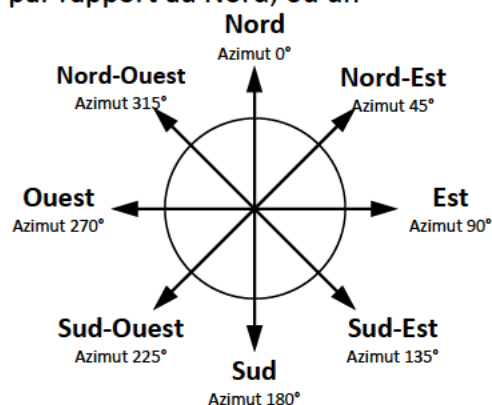 Nord
Azimut 0°
Nord-Ouest
Azimut 315°
Nord-Est
Azimut 45°
Ouest
Azimut 270°
Est
Azimut 90°
Sud-Ouest
Azimut 225°
Sud-Est
Azimut 135°
Sud
Azimut 180°